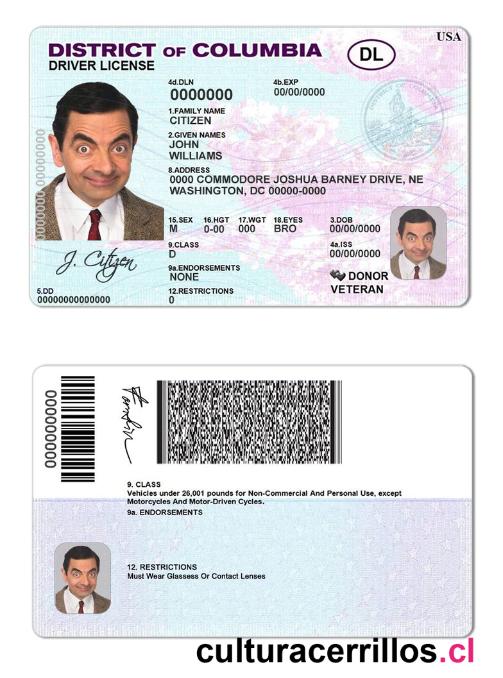 USA
DISTRICT OF COLUMBIA
DL
DRIVER LICENSE
4d.DLN
4b.EXP
0000000
00/00/0000
1.FAMILY NAME
CITIZEN
2.GIVEN NAMES
JOHN
WILLIAMS
8.ADDRESS
0000 COMMODORE JOSHUA BARNEY DRIVE, NE
WASHINGTON, DC 00000-0000
15.SEX 16.HGT 17.WGT 18.EYES 3.DOB
M 0-00 000 BRO 00/00/0000
9.CLASS
D
4a.ISS
00/00/0000
9a.ENDORSEMENTS
NONE
DONOR
VETERAN
J. Citizen
5.DD
00000000000000
12.RESTRICTIONS
0
0000000_00000000
000000000
9. CLASS
Vehicles under 26,001 pounds for Non-Commercial And Personal Use, except
Motorcycles And Motor-Driven Cycles.
9a. ENDORSEMENTS
12. RESTRICTIONS
Must Wear Glassess Or Contact Lenses
culturacerrillos.cl